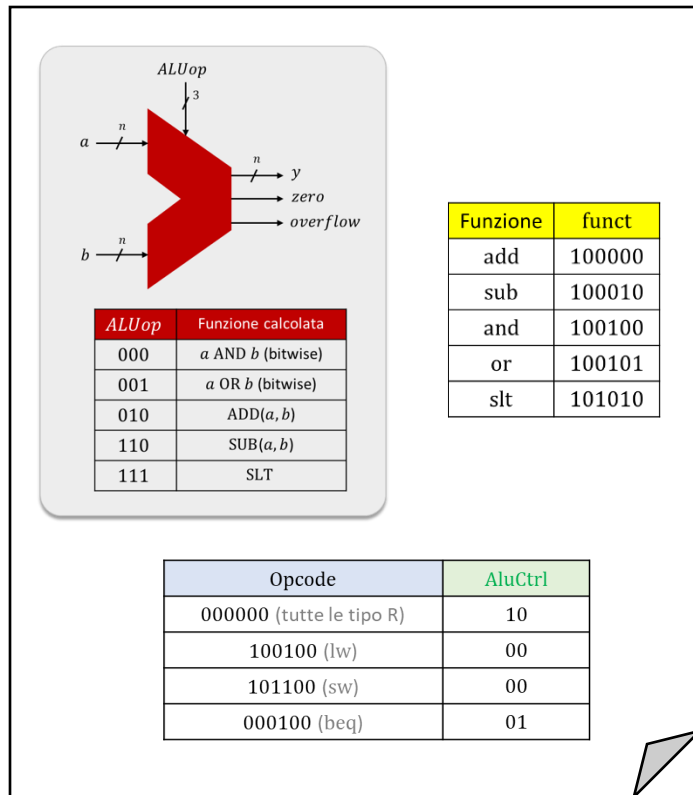 ALUop
3
n
a
n
y
zero
overflow
n
b
ALUop Funzione calcolata
000 a AND b (bitwise)
001 a OR b (bitwise)
010 ADD(a, b)
110 SUB(a, b)
111 SLT
Funzione funct
add 100000
sub 100010
and 100100
or 100101
slt 101010
Opcode AluCtrl
000000 (tutte le tipo R) 10
100100 (lw) 00
101100 (sw) 00
000100 (beq) 01